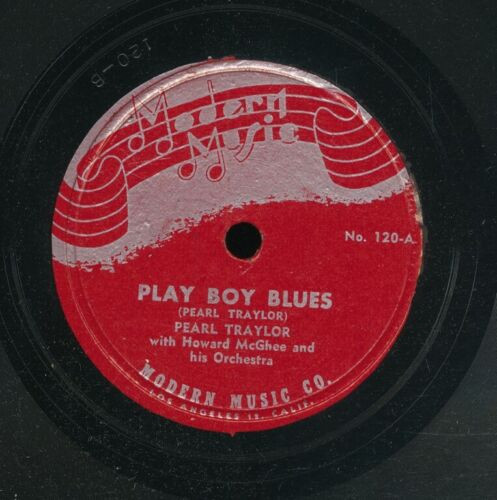 120-B
Modern
Music
No. 120-A
PLAY BOY BLUES
(PEARL TRAYLOR)
PEARL TRAYLOR
with Howard McGhee and
his Orchestra
MODERN MUSIC CO.
LOS ANGELES 15, CALIF.